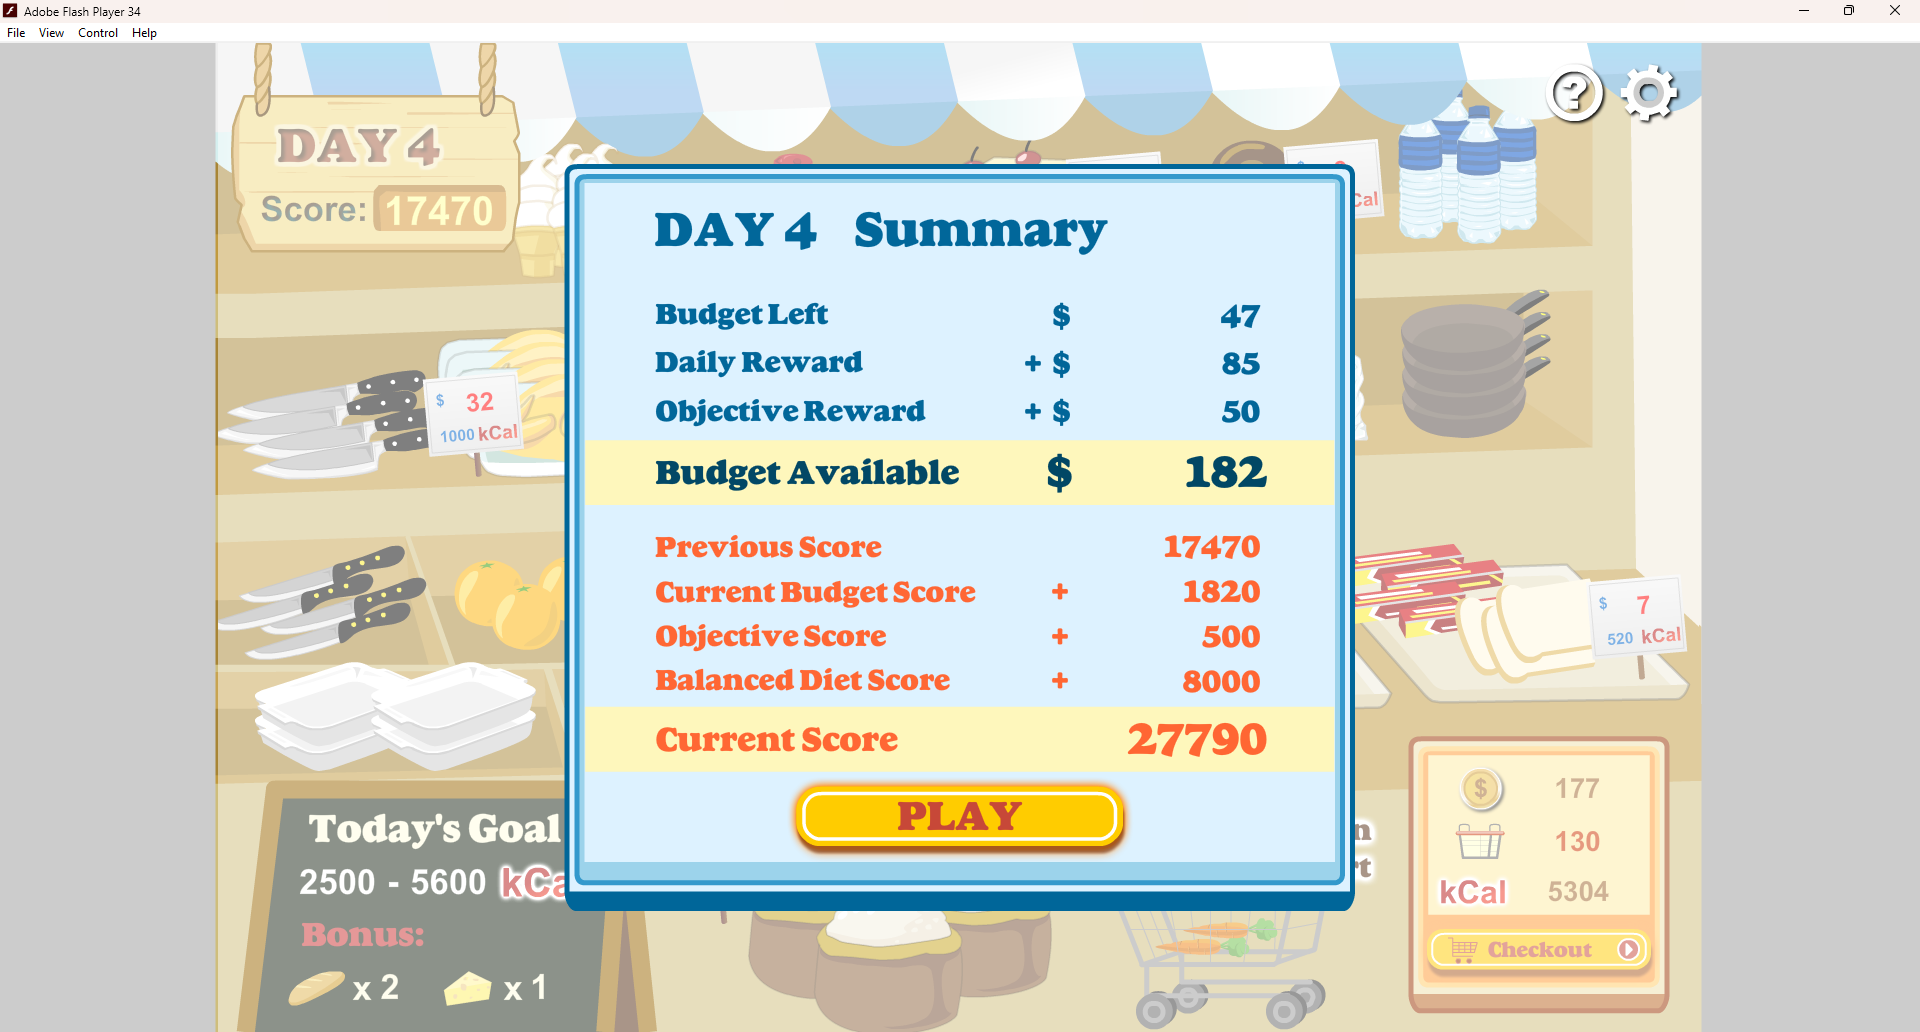 Adobe Flash Player 34
File View Control Help
DAY 4
Score: 17470
DAY 4 Summary
Budget Left $ 47
Daily Reward + $ 85
Objective Reward + $ 50
Budget Available $ 182
Previous Score 17470
Current Budget Score + 1820
Objective Score + 500
Balanced Diet Score + 8000
Current Score 27790
PLAY
$ 32
1000 kCal
$ 7
520 kCal
Today's Goal
2500 - 5600
Bonus:
x 2 x 1
$ 177
130
kCal 5304
Checkout